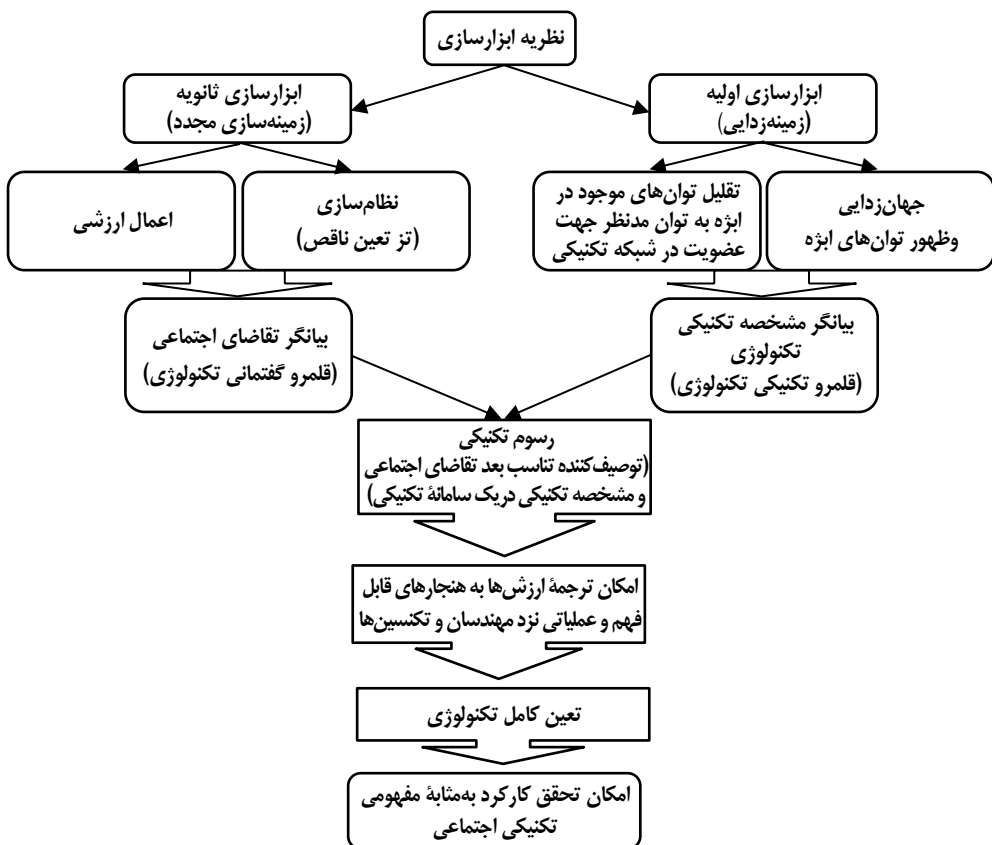 نظریه ابزارسازی
ابزارسازی اولیه
(زمینه‌زدایی)
ابزارسازی ثانویه
(زمینه‌سازی مجدد)
جهان‌زدایی
وظهور توان‌های ابژه
تقلیل توان‌های موجود در
ابژه به توان مدنظر جهت
عضویت در شبکه تکنیکی
نظام‌سازی
(تز تعین ناقص)
اعمال ارزشی
بیانگر مشخصه تکنیکی
تکنولوژی
(قلمرو تکنیکی تکنولوژی)
بیانگر تقاضای اجتماعی
(قلمرو گفتمانی تکنولوژی)
رسوم تکنیکی
(توصیف‌کننده تناسب بعد تقاضای اجتماعی
و مشخصه تکنیکی دریک سامانهٔ تکنیکی)
امکان ترجمهٔ ارزش‌ها به هنجارهای قابل
فهم و عملیاتی نزد مهندسان و تکنسین‌ها
تعین کامل تکنولوژی
امکان تحقق کارکرد به‌مثابهٔ مفهومی
تکنیکی اجتماعی